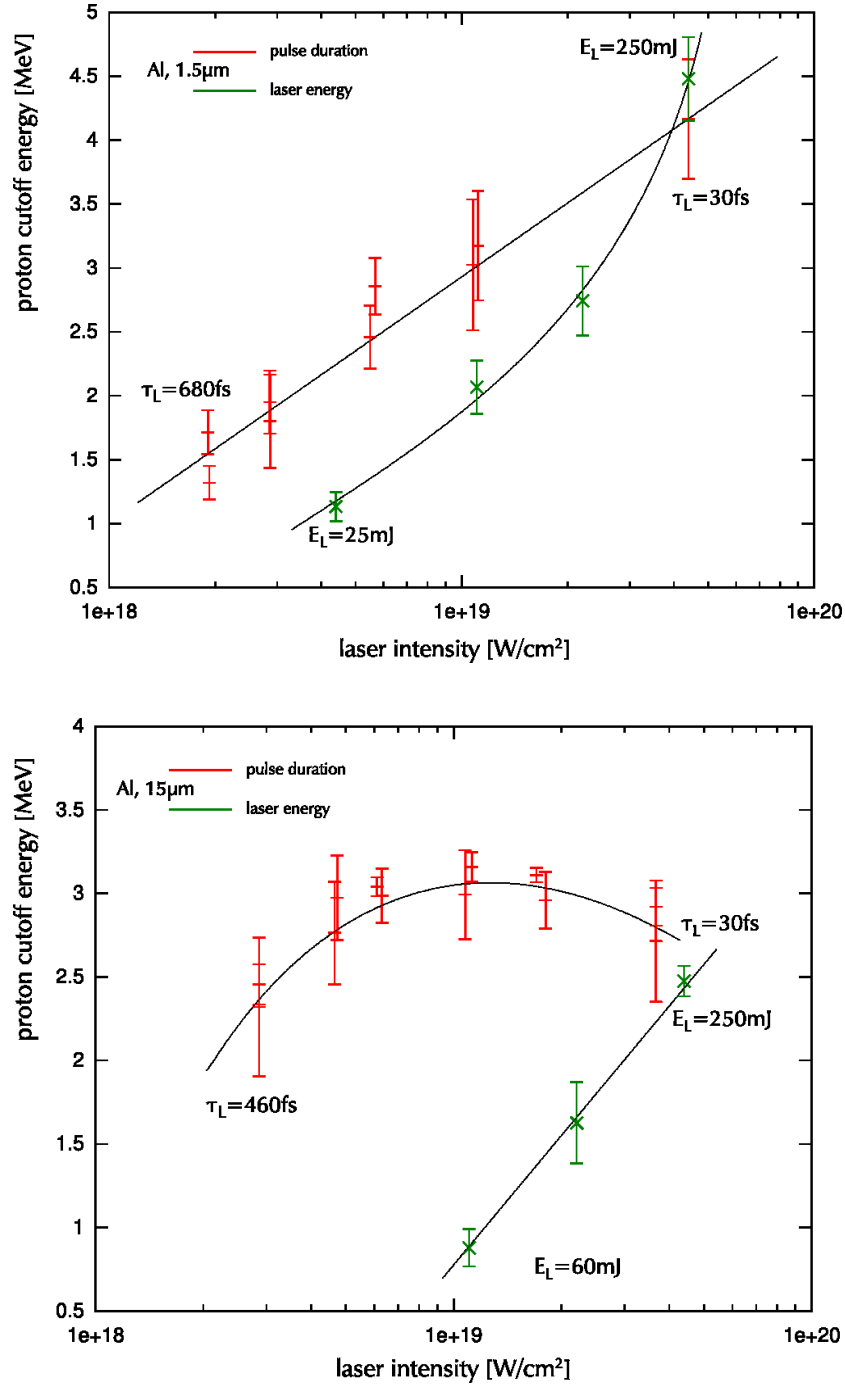 5
4.5
4
3.5
3
2.5
2
1.5
1
0.5
proton cutoff energy [MeV]
Al, 1.5μm
pulse duration
laser energy
E_L=250mJ
τ_L=30fs
τ_L=680fs
E_L=25mJ
1e+18 1e+19 1e+20
laser intensity [W/cm²]
4
3.5
3
2.5
2
1.5
1
0.5
proton cutoff energy [MeV]
Al, 15μm
pulse duration
laser energy
τ_L=30fs
E_L=250mJ
τ_L=460fs
E_L=60mJ
1e+18 1e+19 1e+20
laser intensity [W/cm²]